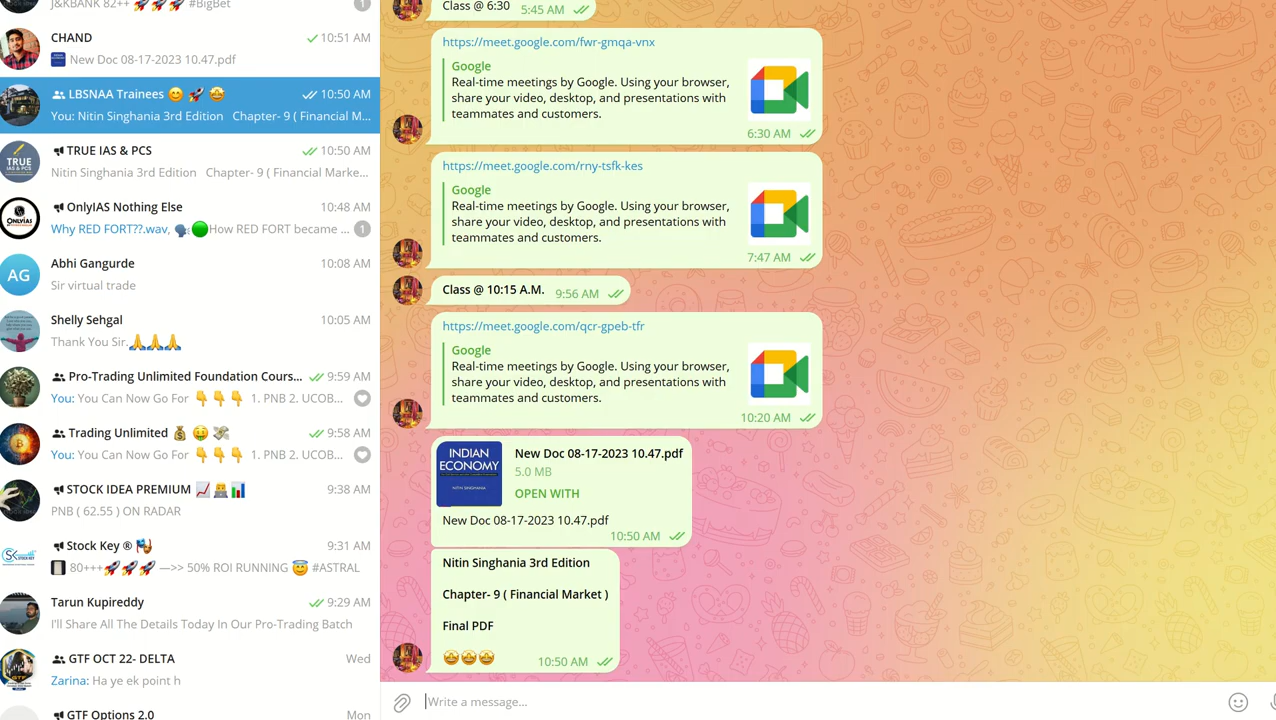 J&KBANK 82++ 🚀🚀🚀 #BigBet 1
CHAND 10:51 AM
New Doc 08-17-2023 10.47.pdf
LBSNAA Trainees 😊 🚀 🤩 10:50 AM
You: Nitin Singhania 3rd Edition Chapter- 9 ( Financial M...
TRUE IAS & PCS 10:50 AM
Nitin Singhania 3rd Edition Chapter- 9 ( Financial Marke...
OnlyIAS Nothing Else 10:48 AM
Why RED FORT??.wav, 🗣🟢How RED FORT became ... 1
AG
Abhi Gangurde 10:08 AM
Sir virtual trade
Shelly Sehgal 10:05 AM
Thank You Sir.🙏🙏🙏
Pro-Trading Unlimited Foundation Cours... 9:59 AM
You: You Can Now Go For 👇 👇 👇 1. PNB 2. UCOB...
Trading Unlimited 💰 🤑 💸 9:58 AM
You: You Can Now Go For 👇 👇 👇 1. PNB 2. UCOB...
STOCK IDEA PREMIUM 📈 👨‍💻 📊 9:38 AM
PNB ( 62.55 ) ON RADAR
Stock Key ® 9:31 AM
80+++🚀🚀🚀 —>> 50% ROI RUNNING 😇 #ASTRAL
Tarun Kupireddy 9:29 AM
I'll Share All The Details Today In Our Pro-Trading Batch
GTF OCT 22- DELTA Wed
Zarina: Ha ye ek point h
GTF Options 2.0 Mon
TRUE
IAS
ONLYIAS
Class @ 6:30 5:45 AM
https://meet.google.com/fwr-gmqa-vnx
Google
Real-time meetings by Google. Using your browser,
share your video, desktop, and presentations with
teammates and customers.
6:30 AM
https://meet.google.com/rny-tsfk-kes
Google
Real-time meetings by Google. Using your browser,
share your video, desktop, and presentations with
teammates and customers.
7:47 AM
Class @ 10:15 A.M. 9:56 AM
https://meet.google.com/qcr-gpeb-tfr
Google
Real-time meetings by Google. Using your browser,
share your video, desktop, and presentations with
teammates and customers.
10:20 AM
INDIAN
ECONOMY
NITIN SINGHANIA
New Doc 08-17-2023 10.47.pdf
5.0 MB
OPEN WITH
New Doc 08-17-2023 10.47.pdf
10:50 AM
Nitin Singhania 3rd Edition
Chapter- 9 ( Financial Market )
Final PDF
🤩🤩🤩 10:50 AM
Write a message...